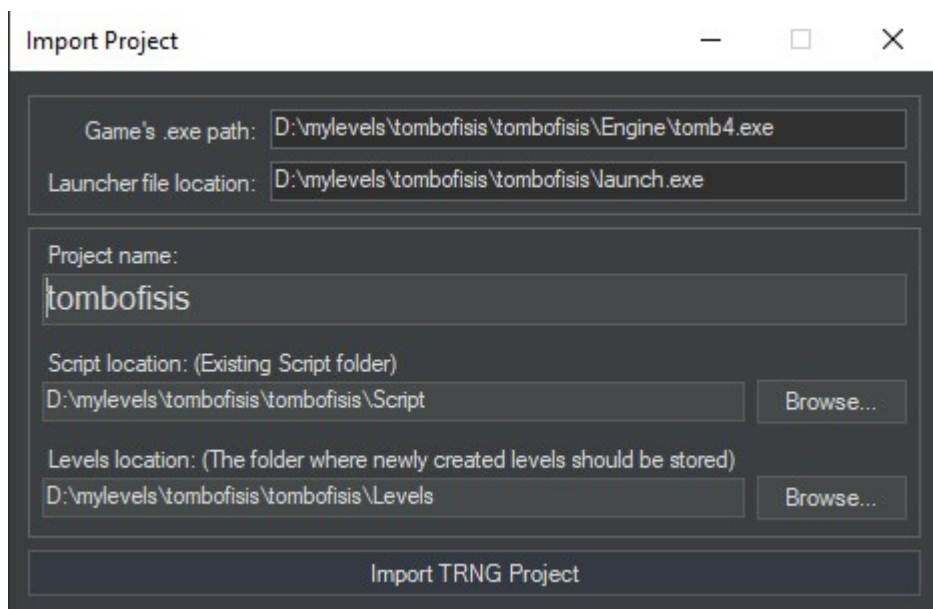 Import Project
Game's .exe path: D:\mylevels\tombofisis\tombofisis\Engine\tomb4.exe
Launcher file location: D:\mylevels\tombofisis\tombofisis\launch.exe
Project name:
tombofisis
Script location: (Existing Script folder)
D:\mylevels\tombofisis\tombofisis\Script Browse...
Levels location: (The folder where newly created levels should be stored)
D:\mylevels\tombofisis\tombofisis\Levels Browse...
Import TRNG Project